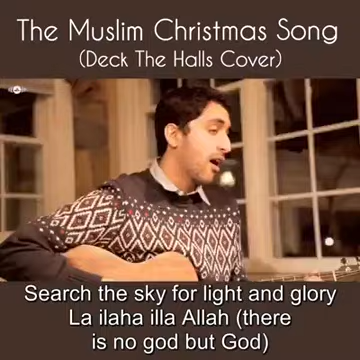 The Muslim Christmas Song
(Deck The Halls Cover)
Search the sky for light and glory
La ilaha illa Allah (there
is no god but God)